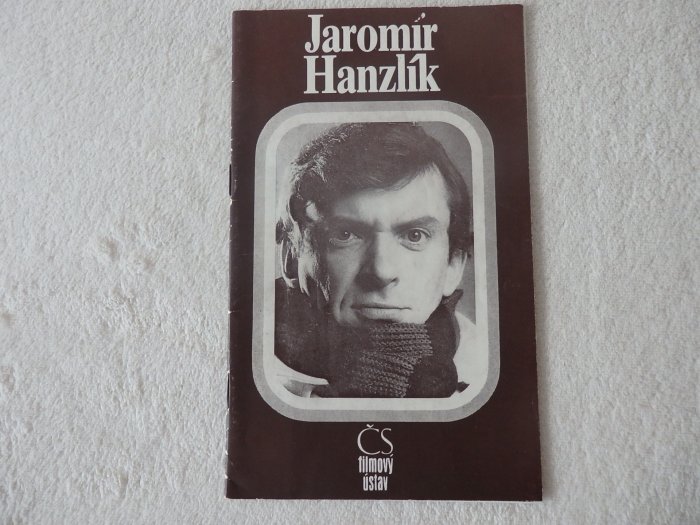 Jaromír
Hanzlík
ČS
filmový
ústav